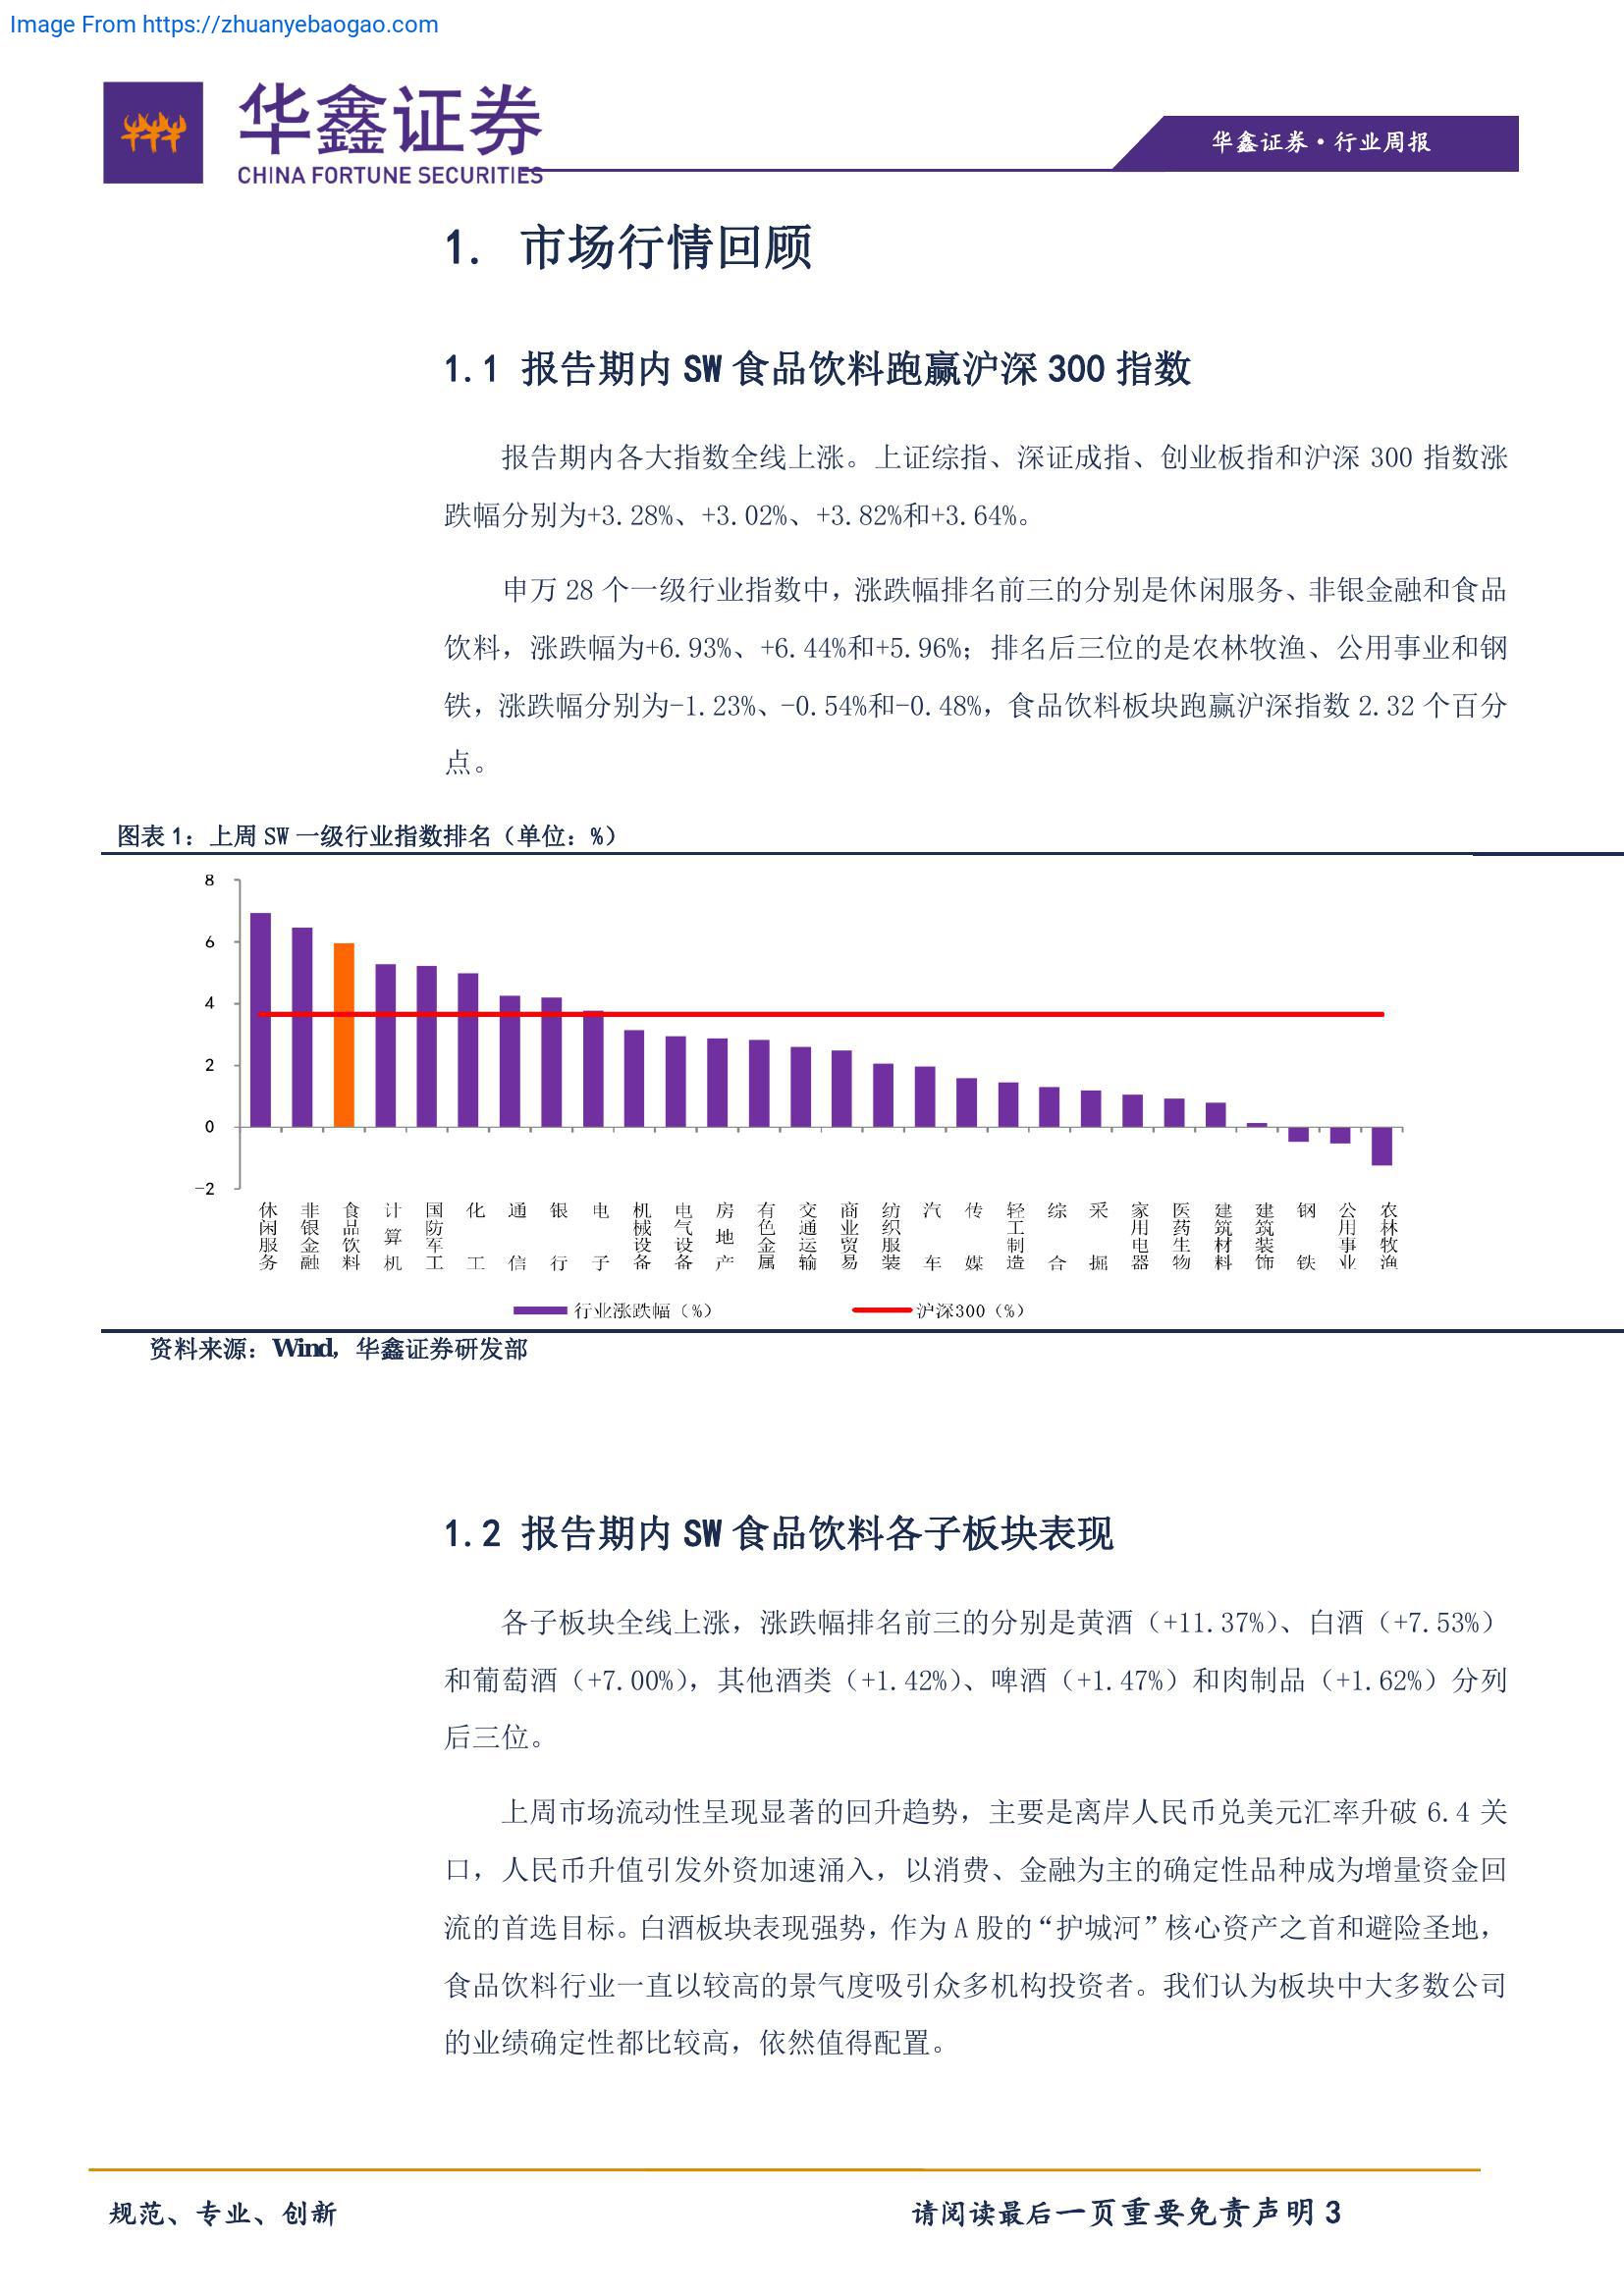 Image From https://zhuanyebaogao.com
华鑫证券
CHINA FORTUNE SECURITIES
华鑫证券·行业周报
1. 市场行情回顾
1.1 报告期内 SW 食品饮料跑赢沪深 300 指数
报告期内各大指数全线上涨。上证综指、深证成指、创业板指和沪深 300 指数涨
跌幅分别为+3.28%、+3.02%、+3.82%和+3.64%。
申万 28 个一级行业指数中，涨跌幅排名前三的分别是休闲服务、非银金融和食品
饮料，涨跌幅为+6.93%、+6.44%和+5.96%；排名后三位的是农林牧渔、公用事业和钢
铁，涨跌幅分别为-1.23%、-0.54%和-0.48%，食品饮料板块跑赢沪深指数 2.32 个百分
点。
图表 1：上周 SW 一级行业指数排名（单位：%）
8
6
4
2
0
-2
休闲服务
非银金融
食品饮料
计算机
国防军工
化工
通信
银行
电子
机械设备
电气设备
房地产
有色金属
交通运输
商业贸易
纺织服装
汽车
传媒
轻工制造
综合
采掘
家用电器
医药生物
建筑材料
建筑装饰
钢铁
公用事业
农林牧渔
行业涨跌幅（%）
沪深300（%）
资料来源：Wind，华鑫证券研发部
1.2 报告期内 SW 食品饮料各子板块表现
各子板块全线上涨，涨跌幅排名前三的分别是黄酒（+11.37%）、白酒（+7.53%）
和葡萄酒（+7.00%），其他酒类（+1.42%）、啤酒（+1.47%）和肉制品（+1.62%）分列
后三位。
上周市场流动性呈现显著的回升趋势，主要是离岸人民币兑美元汇率升破 6.4 关
口，人民币升值引发外资加速涌入，以消费、金融为主的确定性品种成为增量资金回
流的首选目标。白酒板块表现强势，作为 A 股的“护城河”核心资产之首和避险圣地，
食品饮料行业一直以较高的景气度吸引众多机构投资者。我们认为板块中大多数公司
的业绩确定性都比较高，依然值得配置。
规范、专业、创新
请阅读最后一页重要免责声明 3